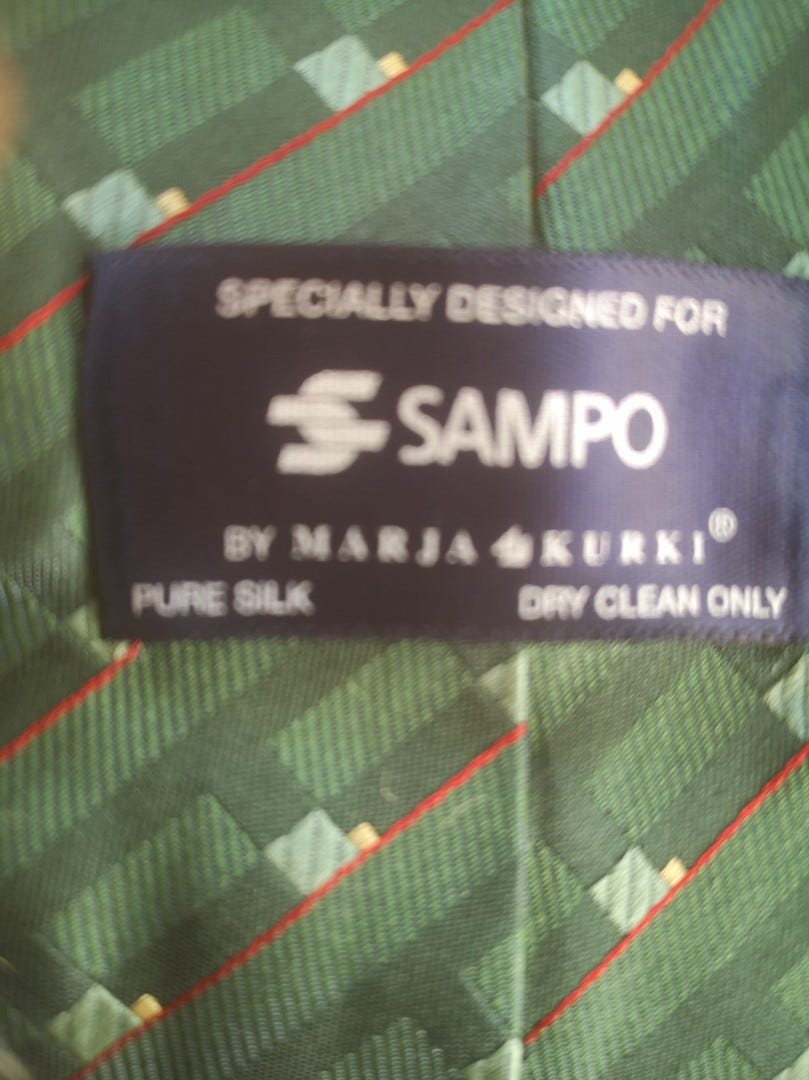 SPECIALLY DESIGNED FOR
SAMPO
BY MARJA KURKI®
PURE SILK DRY CLEAN ONLY